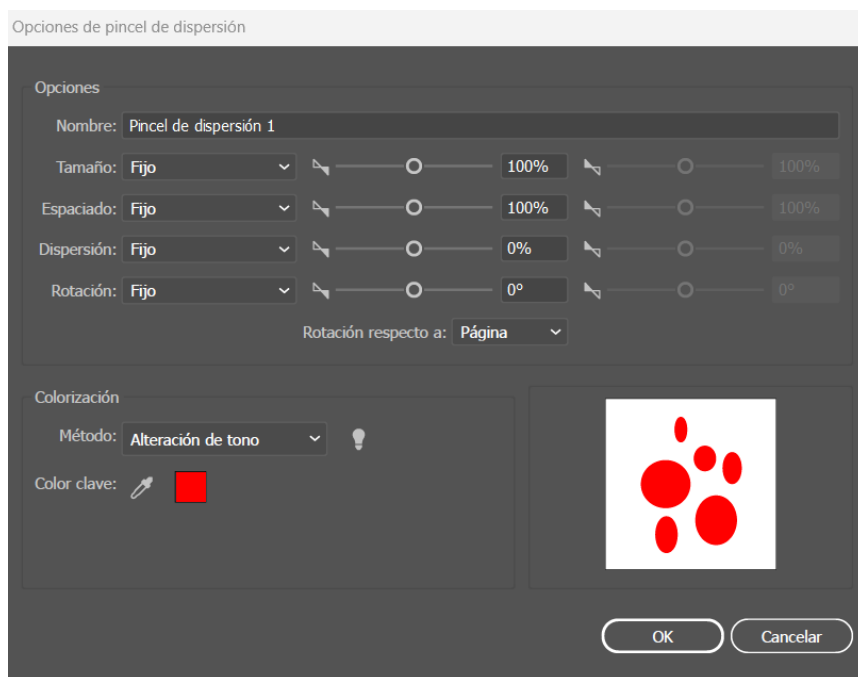 Opciones de pincel de dispersión
Opciones
Nombre: Pincel de dispersión 1
Tamaño: Fijo 100% 100%
Espaciado: Fijo 100% 100%
Dispersión: Fijo 0% 0%
Rotación: Fijo 0° 0°
Rotación respecto a: Página
Colorización
Método: Alteración de tono
Color clave:
OK Cancelar